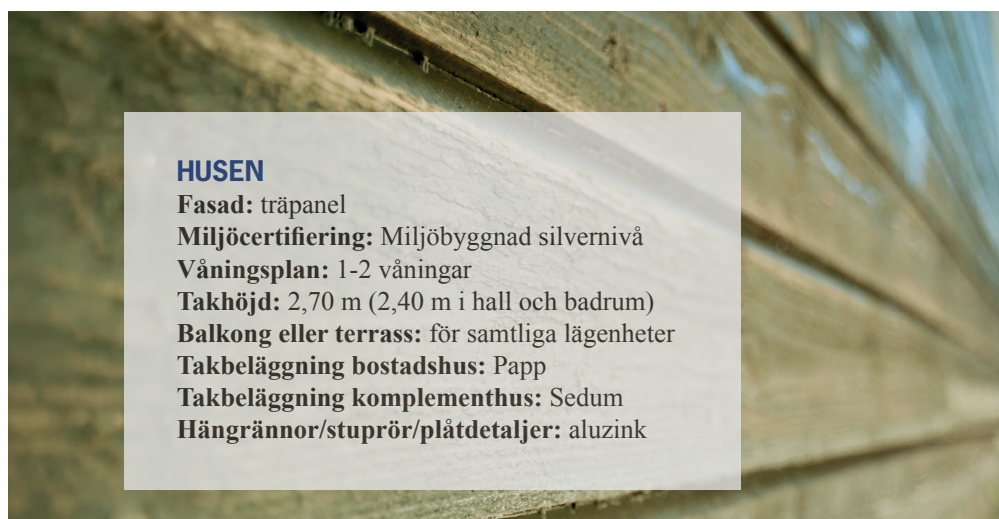 HUSEN
Fasad: träpanel
Miljöcertifiering: Miljöbyggnad silvernivå
Våningsplan: 1-2 våningar
Takhöjd: 2,70 m (2,40 m i hall och badrum)
Balkong eller terrass: för samtliga lägenheter
Takbeläggning bostadshus: Papp
Takbeläggning komplementhus: Sedum
Hängrännor/stuprör/plåtdetaljer: aluzink